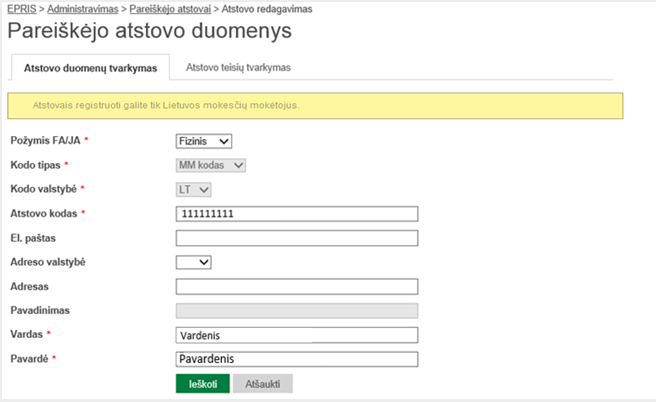 EPRIS > Administravimas > Pareiškėjo atstovai > Atstovo redagavimas
Pareiškėjo atstovo duomenys
Atstovo duomenų tvarkymas Atstovo teisių tvarkymas
Atstovais registruoti galite tik Lietuvos mokesčių mokėtojus.
Požymis FA/JA * Fizinis
Kodo tipas * MM kodas
Kodo valstybė * LT
Atstovo kodas * 111111111
El. paštas
Adreso valstybė
Adresas
Pavadinimas
Vardas * Vardenis
Pavardė * Pavardenis
Ieškoti Atšaukti